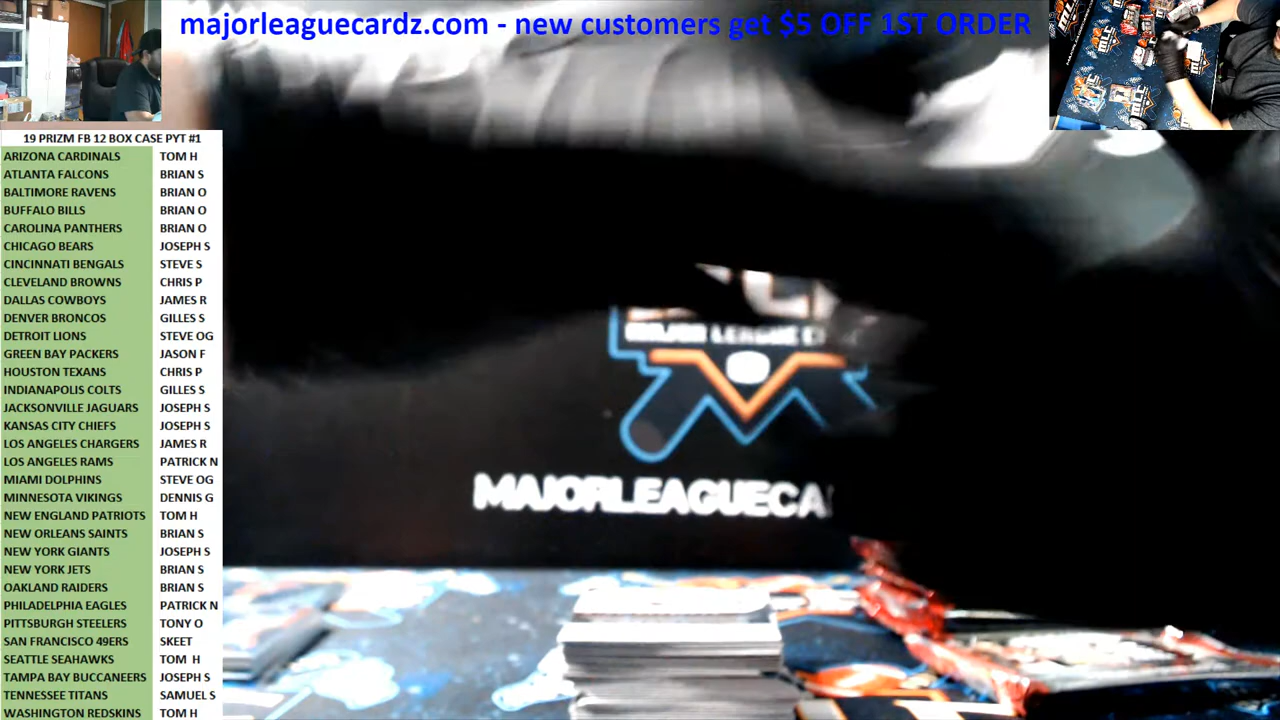 majorleaguecardz.com - new customers get $5 OFF 1ST ORDER
19 PRIZM FB 12 BOX CASE PYT #1
ARIZONA CARDINALS TOM H
ATLANTA FALCONS BRIAN S
BALTIMORE RAVENS BRIAN O
BUFFALO BILLS BRIAN O
CAROLINA PANTHERS BRIAN O
CHICAGO BEARS JOSEPH S
CINCINNATI BENGALS STEVE S
CLEVELAND BROWNS CHRIS P
DALLAS COWBOYS JAMES R
DENVER BRONCOS GILLES S
DETROIT LIONS STEVE OG
GREEN BAY PACKERS JASON F
HOUSTON TEXANS CHRIS P
INDIANAPOLIS COLTS GILLES S
JACKSONVILLE JAGUARS JOSEPH S
KANSAS CITY CHIEFS JOSEPH S
LOS ANGELES CHARGERS JAMES R
LOS ANGELES RAMS PATRICK N
MIAMI DOLPHINS STEVE OG
MINNESOTA VIKINGS DENNIS G
NEW ENGLAND PATRIOTS TOM H
NEW ORLEANS SAINTS BRIAN S
NEW YORK GIANTS JOSEPH S
NEW YORK JETS BRIAN S
OAKLAND RAIDERS BRIAN S
PHILADELPHIA EAGLES PATRICK N
PITTSBURGH STEELERS TONY O
SAN FRANCISCO 49ERS SKEET
SEATTLE SEAHAWKS TOM H
TAMPA BAY BUCCANEERS JOSEPH S
TENNESSEE TITANS SAMUEL S
WASHINGTON REDSKINS TOM H
MAJOR LEAGUE C
MAJORLEAGUECA